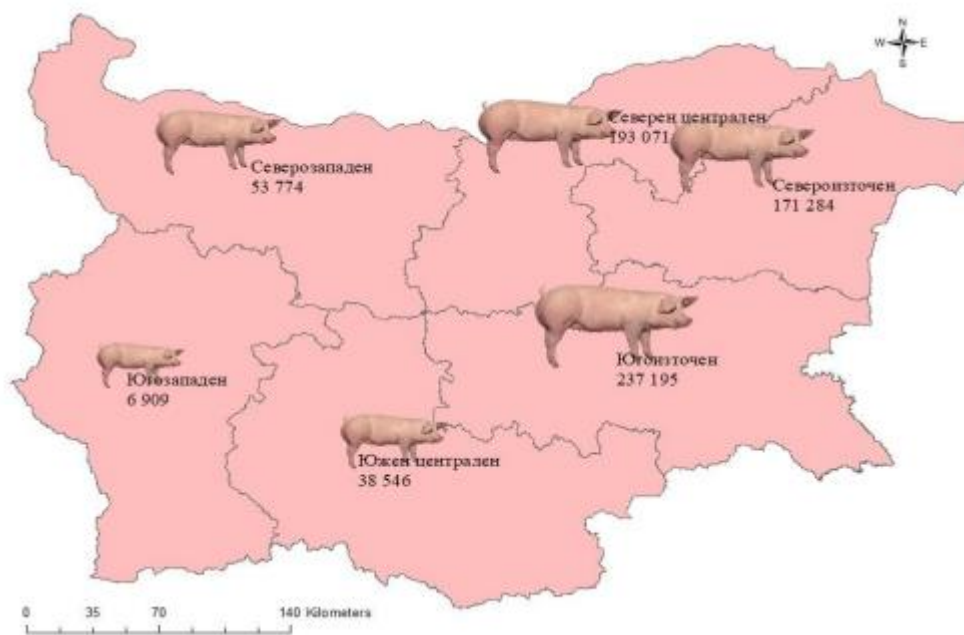 N
W E
S
Северен централен
193 071
Северозападен
53 774
Североизточен
171 284
Югоизточен
237 195
Югозападен
6 909
Южен централен
38 546
0 35 70 140 Kilometers